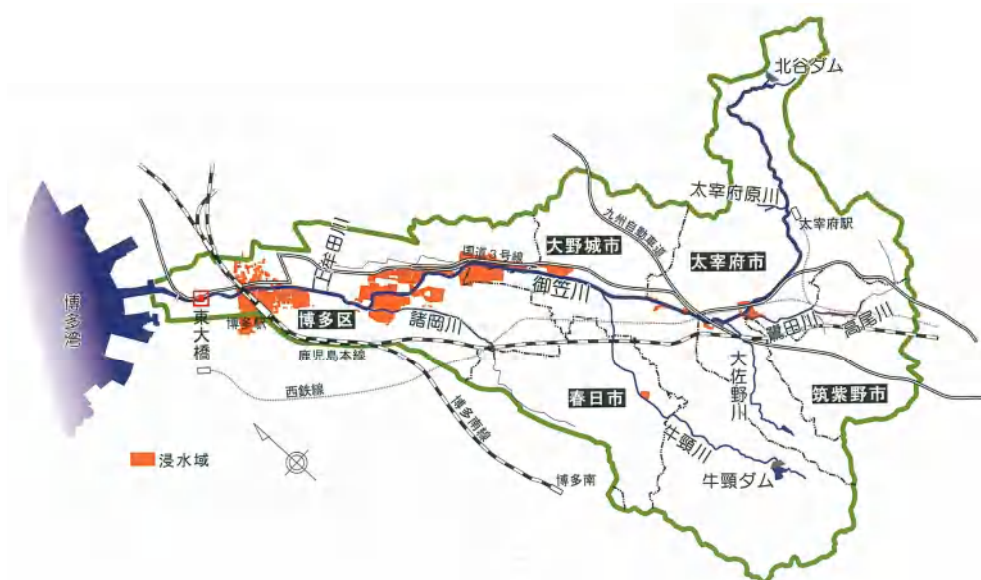 北谷ダム
太宰府原川
太宰府駅
九州自動車道
大野城市
太宰府市
国道3号線
上牟田川
御笠川
博多湾
東大橋
博多駅
博多区
諸岡川
鷺田川
高尾川
鹿児島本線
大佐野川
西鉄線
春日市
筑紫野市
博多南線
牛頸川
浸水域
牛頸ダム
博多南